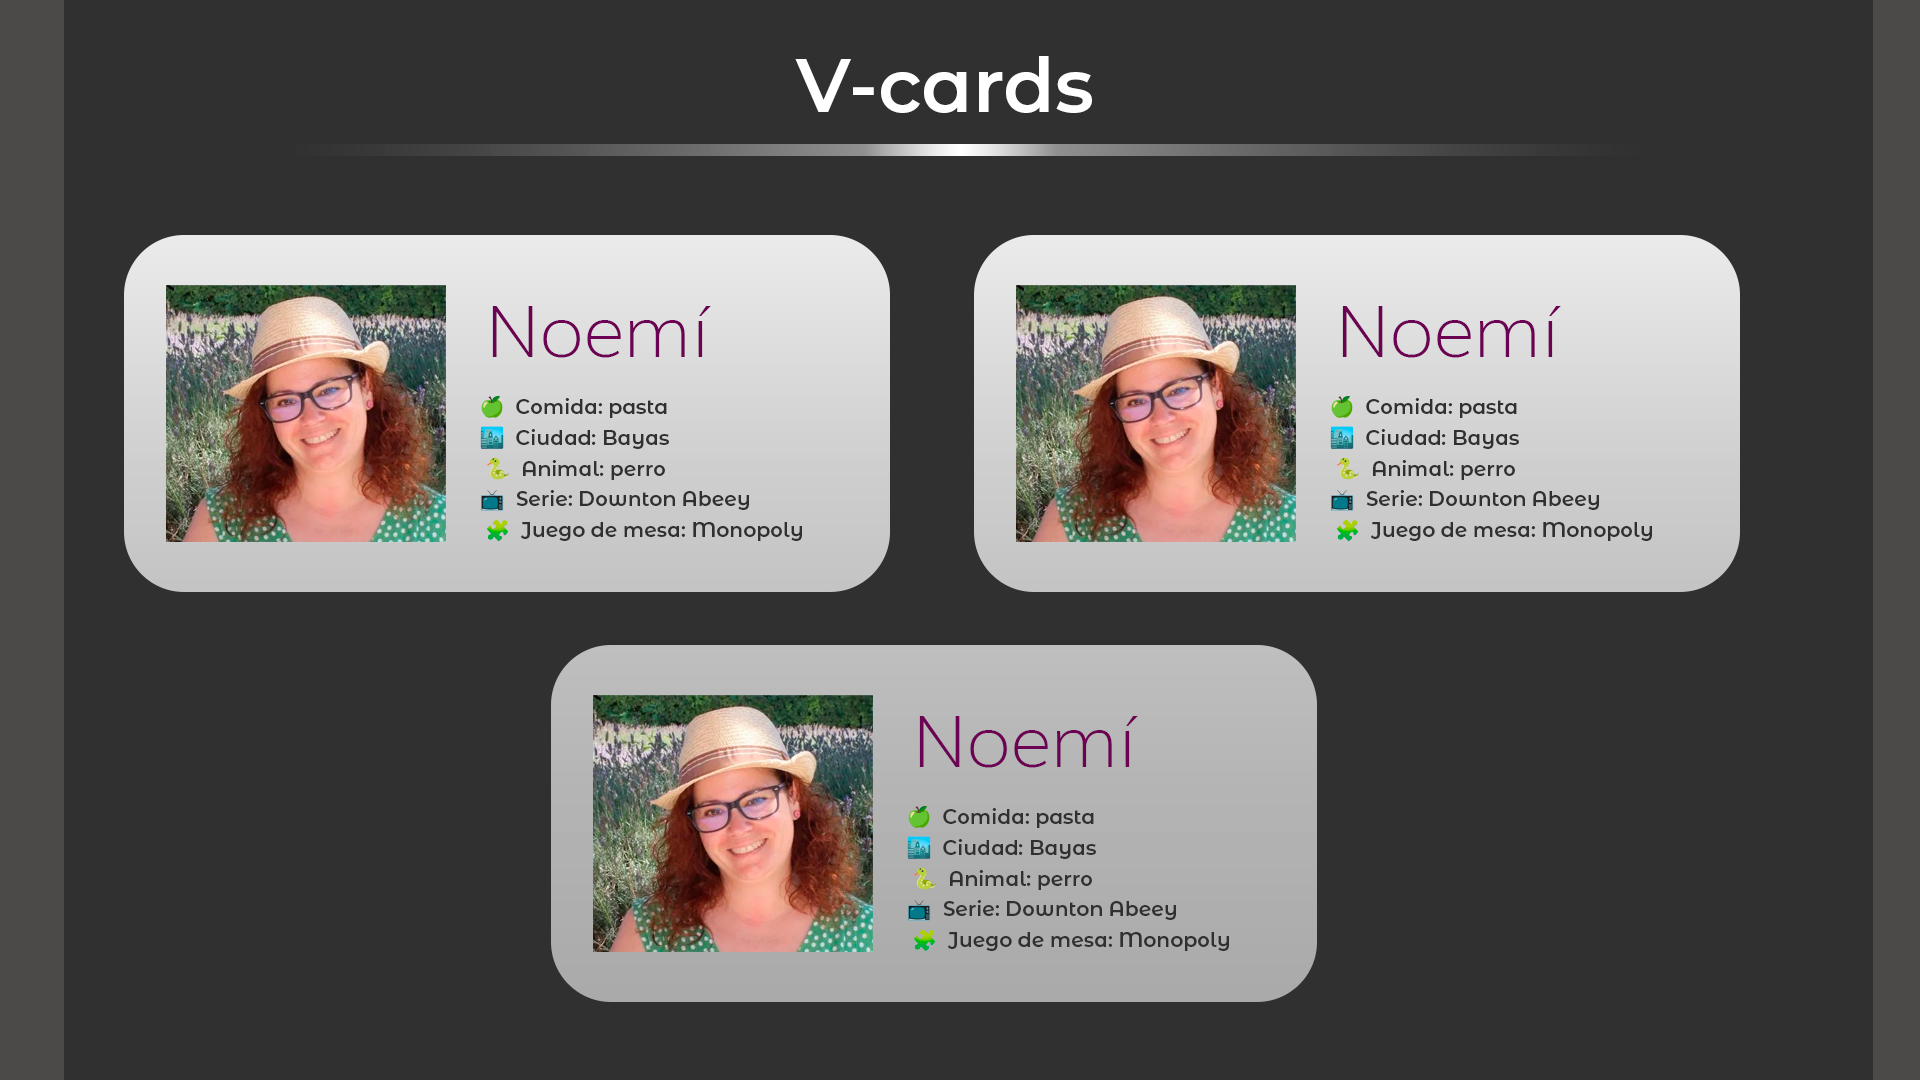 V-cards
Noemí
Comida: pasta
Ciudad: Bayas
Animal: perro
Serie: Downton Abeey
Juego de mesa: Monopoly
Noemí
Comida: pasta
Ciudad: Bayas
Animal: perro
Serie: Downton Abeey
Juego de mesa: Monopoly
Noemí
Comida: pasta
Ciudad: Bayas
Animal: perro
Serie: Downton Abeey
Juego de mesa: Monopoly